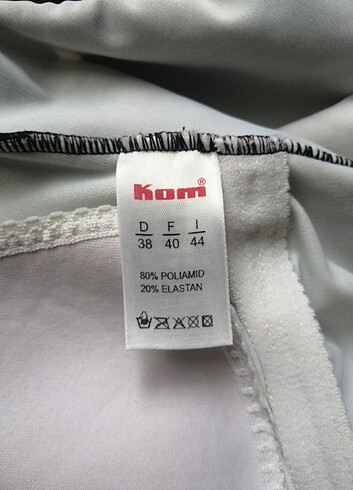 Kom®
D F I
38 40 44
80% POLIAMID
20% ELASTAN